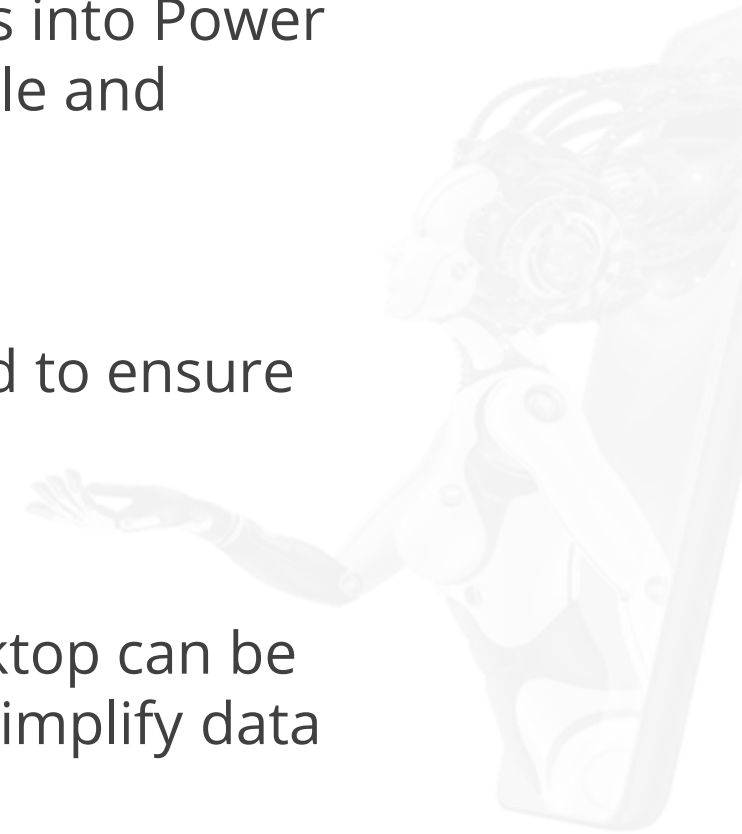 s into Power
le and
d to ensure
ktop can be
implify data